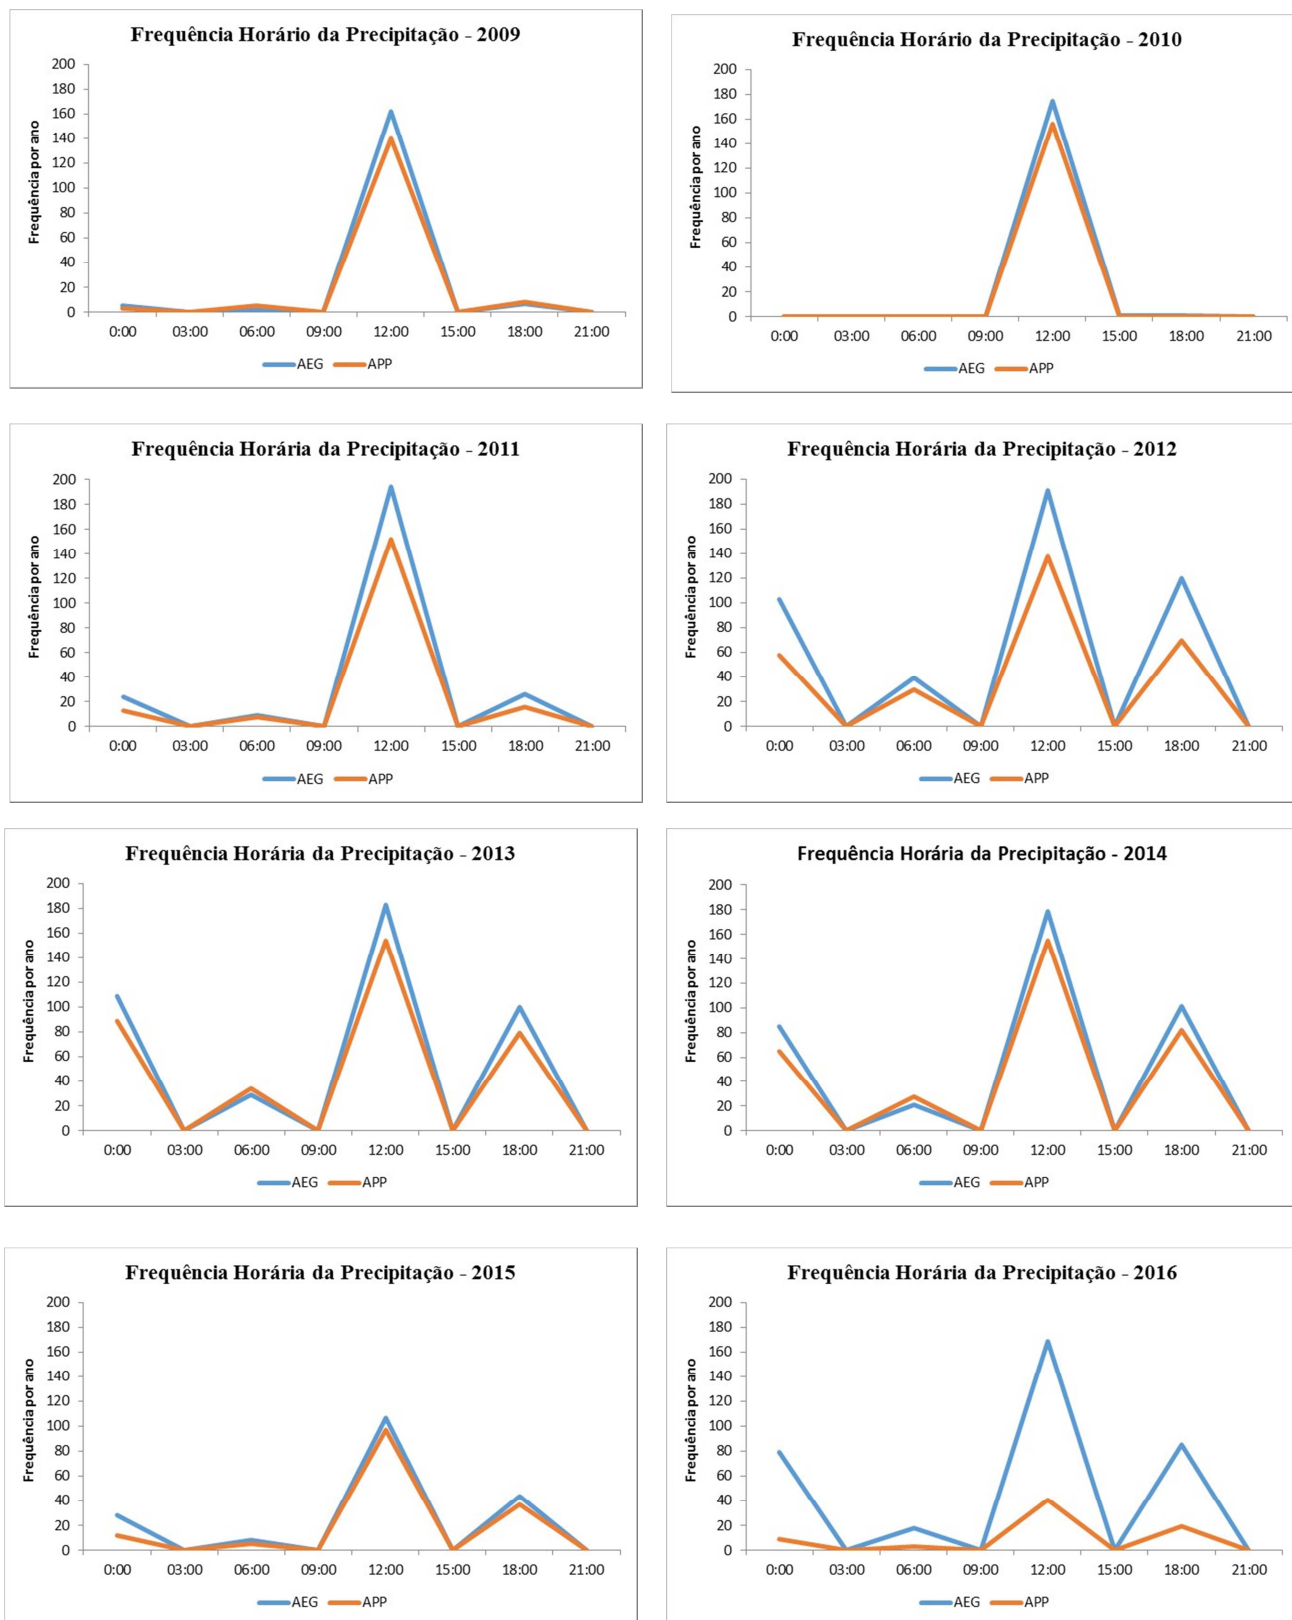 Frequência Horário da Precipitação - 2009
Frequência por ano
200
180
160
140
120
100
80
60
40
20
0
0:00 03:00 06:00 09:00 12:00 15:00 18:00 21:00
AEG APP
Frequência Horário da Precipitação - 2010
Frequência por ano
200
180
160
140
120
100
80
60
40
20
0
0:00 03:00 06:00 09:00 12:00 15:00 18:00 21:00
AEG APP
Frequência Horária da Precipitação - 2011
Frequência por ano
200
180
160
140
120
100
80
60
40
20
0
0:00 03:00 06:00 09:00 12:00 15:00 18:00 21:00
AEG APP
Frequência Horária da Precipitação - 2012
Frequência por ano
200
180
160
140
120
100
80
60
40
20
0
0:00 03:00 06:00 09:00 12:00 15:00 18:00 21:00
AEG APP
Frequência Horária da Precipitação - 2013
Frequência por ano
200
180
160
140
120
100
80
60
40
20
0
0:00 03:00 06:00 09:00 12:00 15:00 18:00 21:00
AEG APP
Frequência Horária da Precipitação - 2014
Frequência por ano
200
180
160
140
120
100
80
60
40
20
0
0:00 03:00 06:00 09:00 12:00 15:00 18:00 21:00
AEG APP
Frequência Horária da Precipitação - 2015
Frequência por ano
200
180
160
140
120
100
80
60
40
20
0
0:00 03:00 06:00 09:00 12:00 15:00 18:00 21:00
AEG APP
Frequência Horária da Precipitação - 2016
Frequência por ano
200
180
160
140
120
100
80
60
40
20
0
0:00 03:00 06:00 09:00 12:00 15:00 18:00 21:00
AEG APP